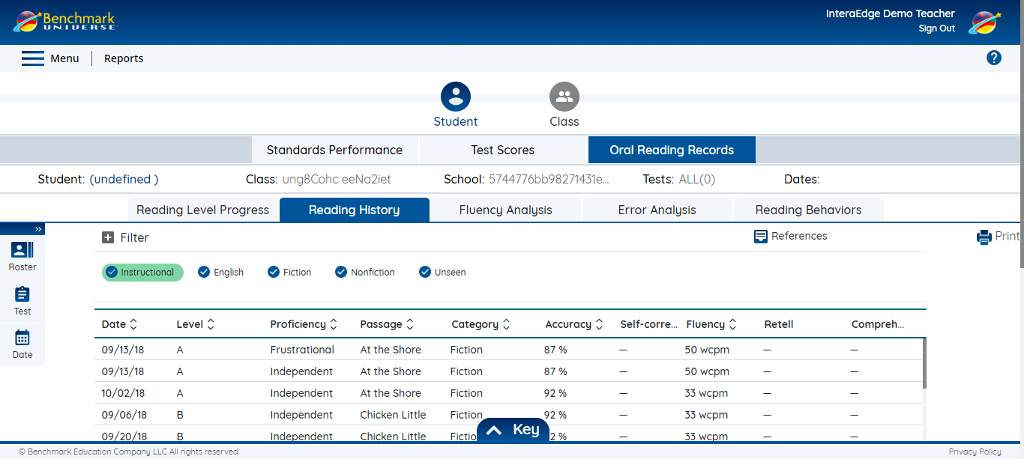 Benchmark
UNIVERSE
InteraEdge Demo Teacher
Sign Out
Menu | Reports
?
Student Class
Standards Performance Test Scores Oral Reading Records
Student: (undefined ) Class: ung8Cohc eeNa2iet School: 5744776bb98271431e... Tests: ALL(0) Dates:
Reading Level Progress Reading History Fluency Analysis Error Analysis Reading Behaviors
»
Roster
Test
Date
Filter References Print
Instructional English Fiction Nonfiction Unseen
Date Level Proficiency Passage Category Accuracy Self-corre... Fluency Retell Compreh...
09/13/18 A Frustrational At the Shore Fiction 87 % — 50 wcpm — —
09/13/18 A Independent At the Shore Fiction 87 % — 50 wcpm — —
10/02/18 A Independent At the Shore Fiction 92 % — 33 wcpm — —
09/06/18 B Independent Chicken Little Fiction 92 % — 33 wcpm — —
09/20/18 B Independent Chicken Little Fictio 2 % — 33 wcpm — —
Key
© Benchmark Education Company LLC All rights reserved. Privacy Policy